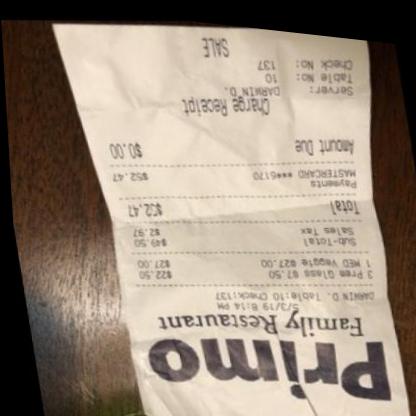 Primo
Family Restaurant
5/3/19 8:14 PM
DARWIN D. Table:10 Check:137
3 Prem Glass @7.50 $22.50
1 MED Veggie @27.00 $27.00
Sub-Total $49.50
Sales Tax $2.97
Total $52.47
Payments
MASTERCARD ***6170 $52.47
Amount Due $0.00
Charge Receipt
Server: DARWIN D.
Table No: 10
Check No: 137
SALE